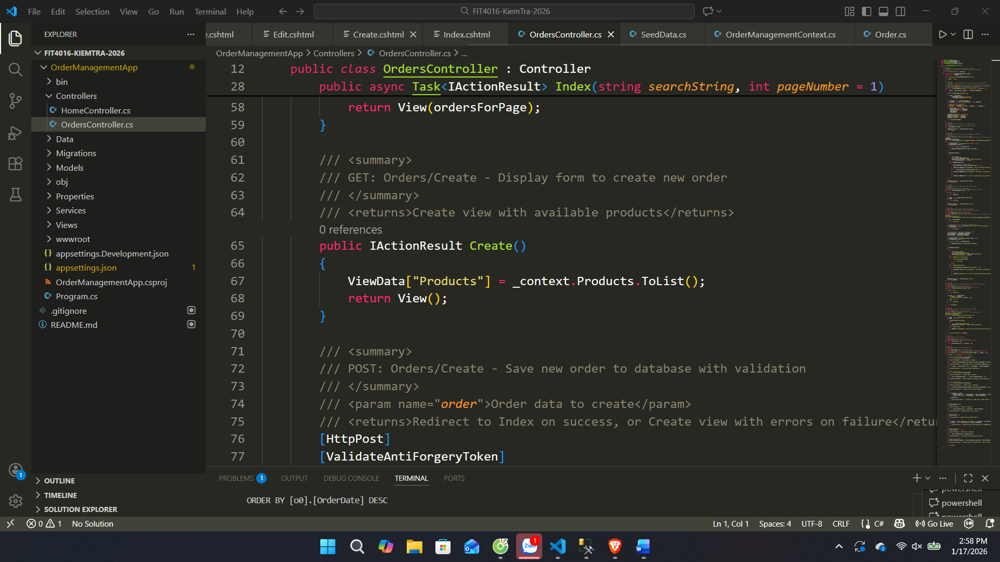 File Edit Selection View Go Run Terminal Help
FIT4016-KiemTra-2026
EXPLORER
e.cshtml Edit.cshtml Create.cshtml Index.cshtml OrdersController.cs SeedData.cs OrderManagementContext.cs Order.cs
FIT4016-KIEMTRA-2026
OrderManagementApp
bin
Controllers
HomeController.cs
OrdersController.cs
Data
Migrations
Models
obj
Properties
Services
Views
wwwroot
appsettings.Development.json
appsettings.json 1
OrderManagementApp.csproj
Program.cs
.gitignore
README.md
1
OUTLINE
TIMELINE
SOLUTION EXPLORER
OrderManagementApp > Controllers > OrdersController.cs > ...
12 public class OrdersController : Controller
28 public async Task<IActionResult> Index(string searchString, int pageNumber = 1)
58 return View(ordersForPage);
59 }
60
61 /// <summary>
62 /// GET: Orders/Create - Display form to create new order
63 /// </summary>
64 /// <returns>Create view with available products</returns>
0 references
65 public IActionResult Create()
66 {
67 ViewData["Products"] = _context.Products.ToList();
68 return View();
69 }
70
71 /// <summary>
72 /// POST: Orders/Create - Save new order to database with validation
73 /// </summary>
74 /// <param name="order">Order data to create</param>
75 /// <returns>Redirect to Index on success, or Create view with errors on failure</retur
76 [HttpPost]
77 [ValidateAntiForgeryToken]
PROBLEMS 1 OUTPUT DEBUG CONSOLE TERMINAL PORTS
ORDER BY [o0].[OrderDate] DESC
powershell
powershell
powershell
0 1 No Solution
Ln 1, Col 1 Spaces: 4 UTF-8 CRLF C# Go Live
Zalo 1
2:58 PM
1/17/2026